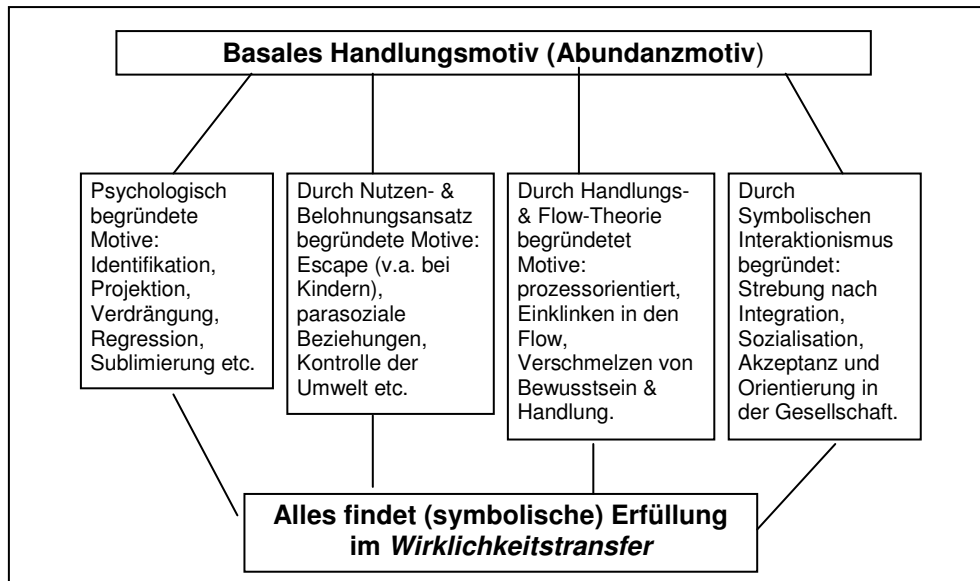 Basales Handlungsmotiv (Abundanzmotiv)
Psychologisch
begründete
Motive:
Identifikation,
Projektion,
Verdrängung,
Regression,
Sublimierung etc.
Durch Nutzen- &
Belohnungsansatz
begründete Motive:
Escape (v.a. bei
Kindern),
parasoziale
Beziehungen,
Kontrolle der
Umwelt etc.
Durch Handlungs-
& Flow-Theorie
begründetet
Motive:
prozessorientiert,
Einklinken in den
Flow,
Verschmelzen von
Bewusstsein &
Handlung.
Durch
Symbolischen
Interaktionismus
begründet:
Strebung nach
Integration,
Sozialisation,
Akzeptanz und
Orientierung in
der Gesellschaft.
Alles findet (symbolische) Erfüllung
im Wirklichkeitstransfer